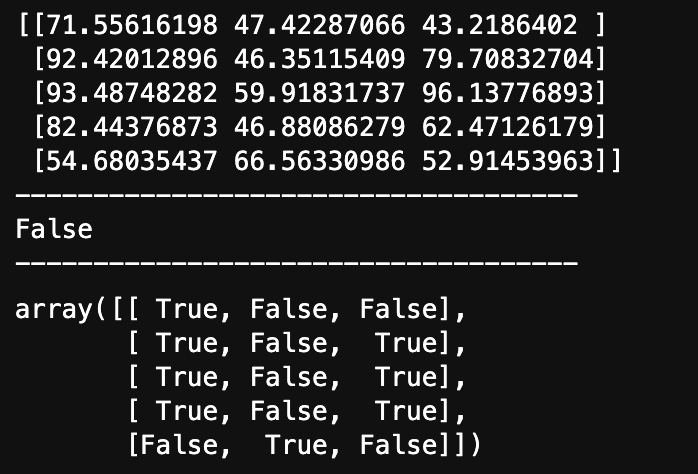 [[71.55616198 47.42287066 43.2186402 ]
 [92.42012896 46.35115409 79.70832704]
 [93.48748282 59.91831737 96.13776893]
 [82.44376873 46.88086279 62.47126179]
 [54.68035437 66.56330986 52.91453963]]
------------------------------------
False
------------------------------------
array([[ True, False, False],
       [ True, False,  True],
       [ True, False,  True],
       [ True, False,  True],
       [False,  True, False]])